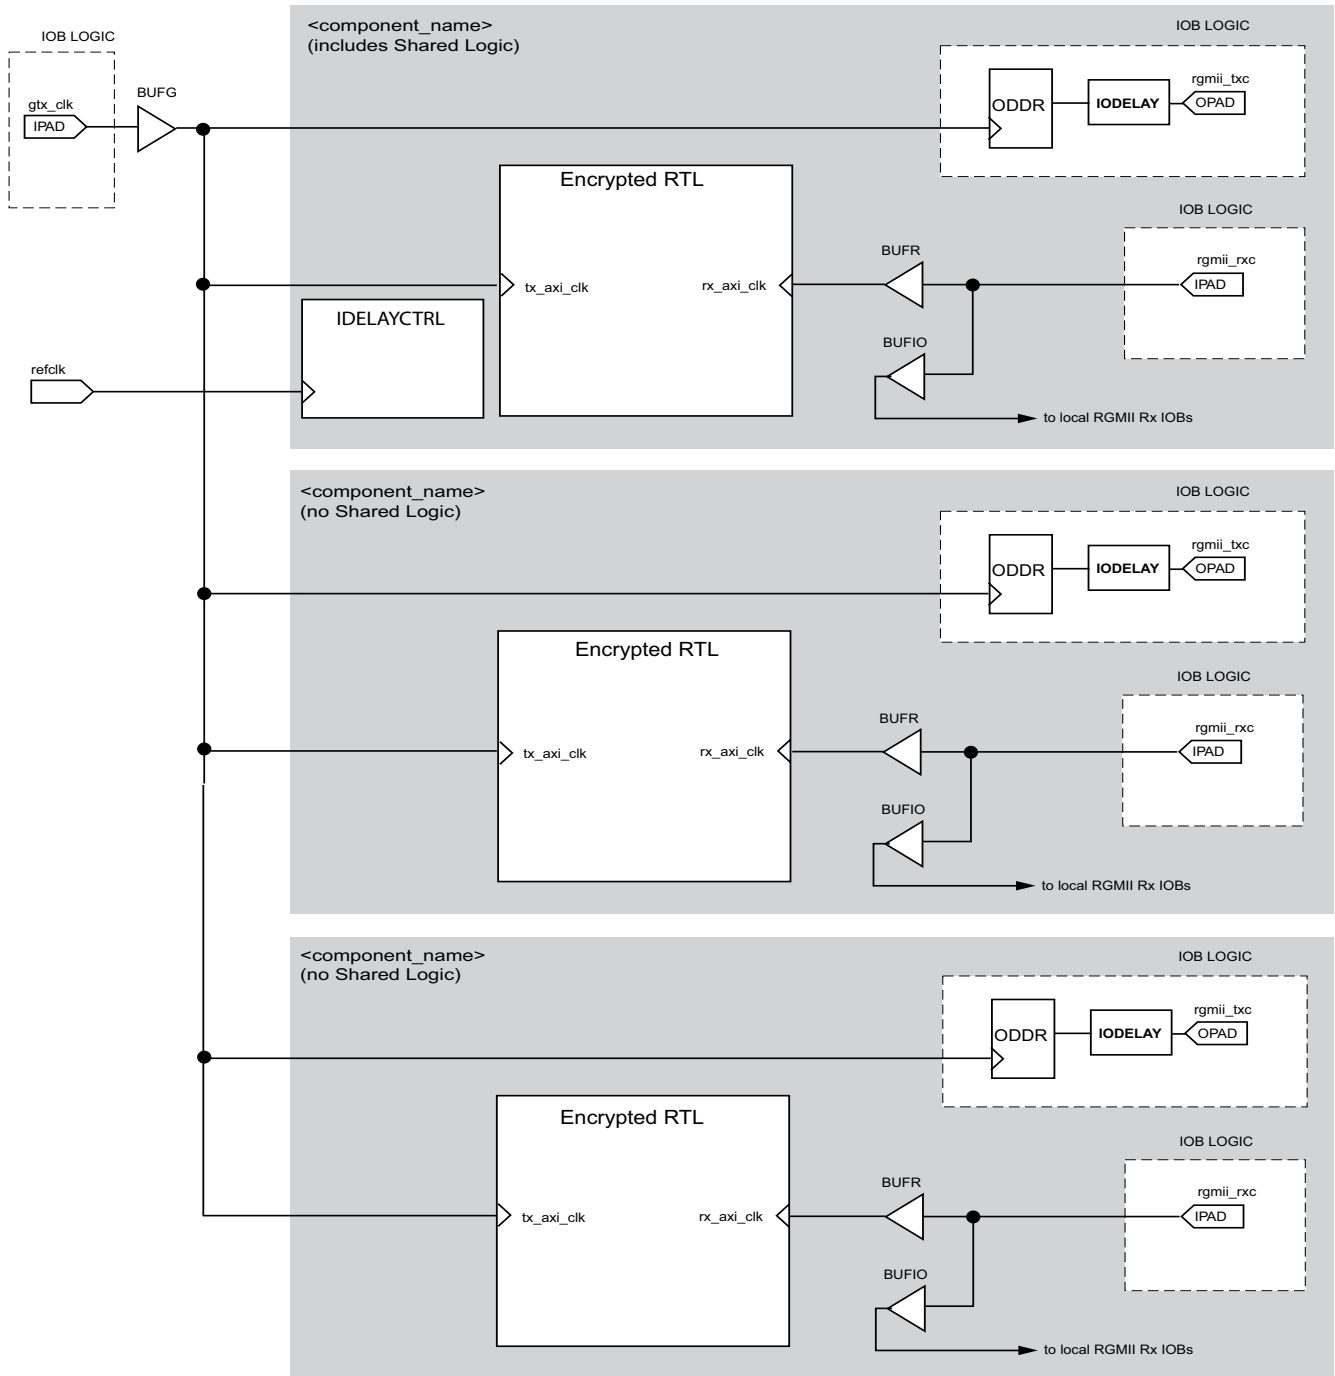 IOB LOGIC
gtx_clk
IPAD
BUFG
<component_name>
(includes Shared Logic)
IOB LOGIC
ODDR
IODELAY
rgmii_txc
OPAD
Encrypted RTL
tx_axi_clk
rx_axi_clk
BUFR
BUFIO
IOB LOGIC
rgmii_rxc
IPAD
to local RGMII Rx IOBs
IDELAYCTRL
refclk
<component_name>
(no Shared Logic)
IOB LOGIC
ODDR
IODELAY
rgmii_txc
OPAD
Encrypted RTL
tx_axi_clk
rx_axi_clk
BUFR
BUFIO
IOB LOGIC
rgmii_rxc
IPAD
to local RGMII Rx IOBs
<component_name>
(no Shared Logic)
IOB LOGIC
ODDR
IODELAY
rgmii_txc
OPAD
Encrypted RTL
tx_axi_clk
rx_axi_clk
BUFR
BUFIO
IOB LOGIC
rgmii_rxc
IPAD
to local RGMII Rx IOBs